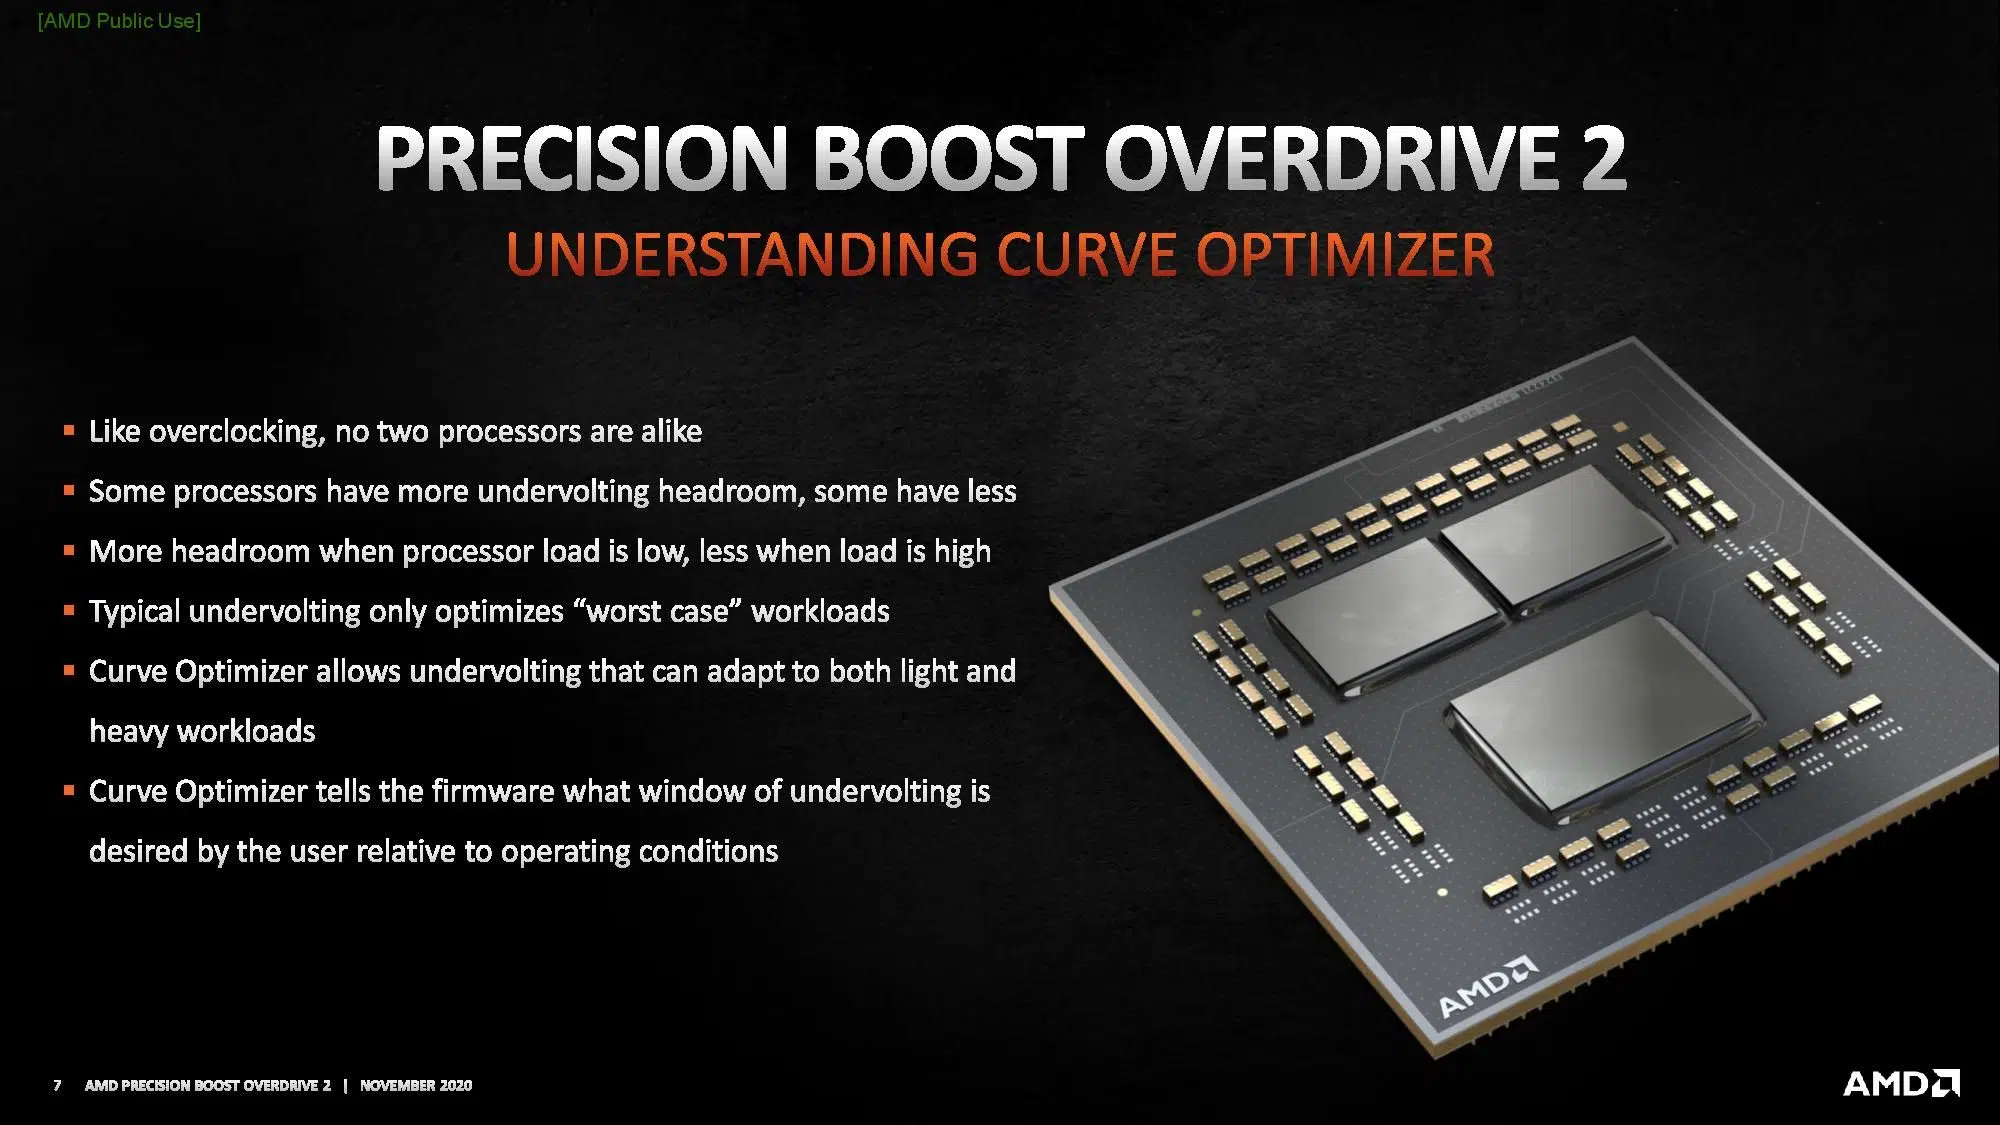 [AMD Public Use]
PRECISION BOOST OVERDRIVE 2
UNDERSTANDING CURVE OPTIMIZER
▪ Like overclocking, no two processors are alike
▪ Some processors have more undervolting headroom, some have less
▪ More headroom when processor load is low, less when load is high
▪ Typical undervolting only optimizes “worst case” workloads
▪ Curve Optimizer allows undervolting that can adapt to both light and
heavy workloads
▪ Curve Optimizer tells the firmware what window of undervolting is
desired by the user relative to operating conditions
AMD
7 AMD PRECISION BOOST OVERDRIVE 2 | NOVEMBER 2020
AMD